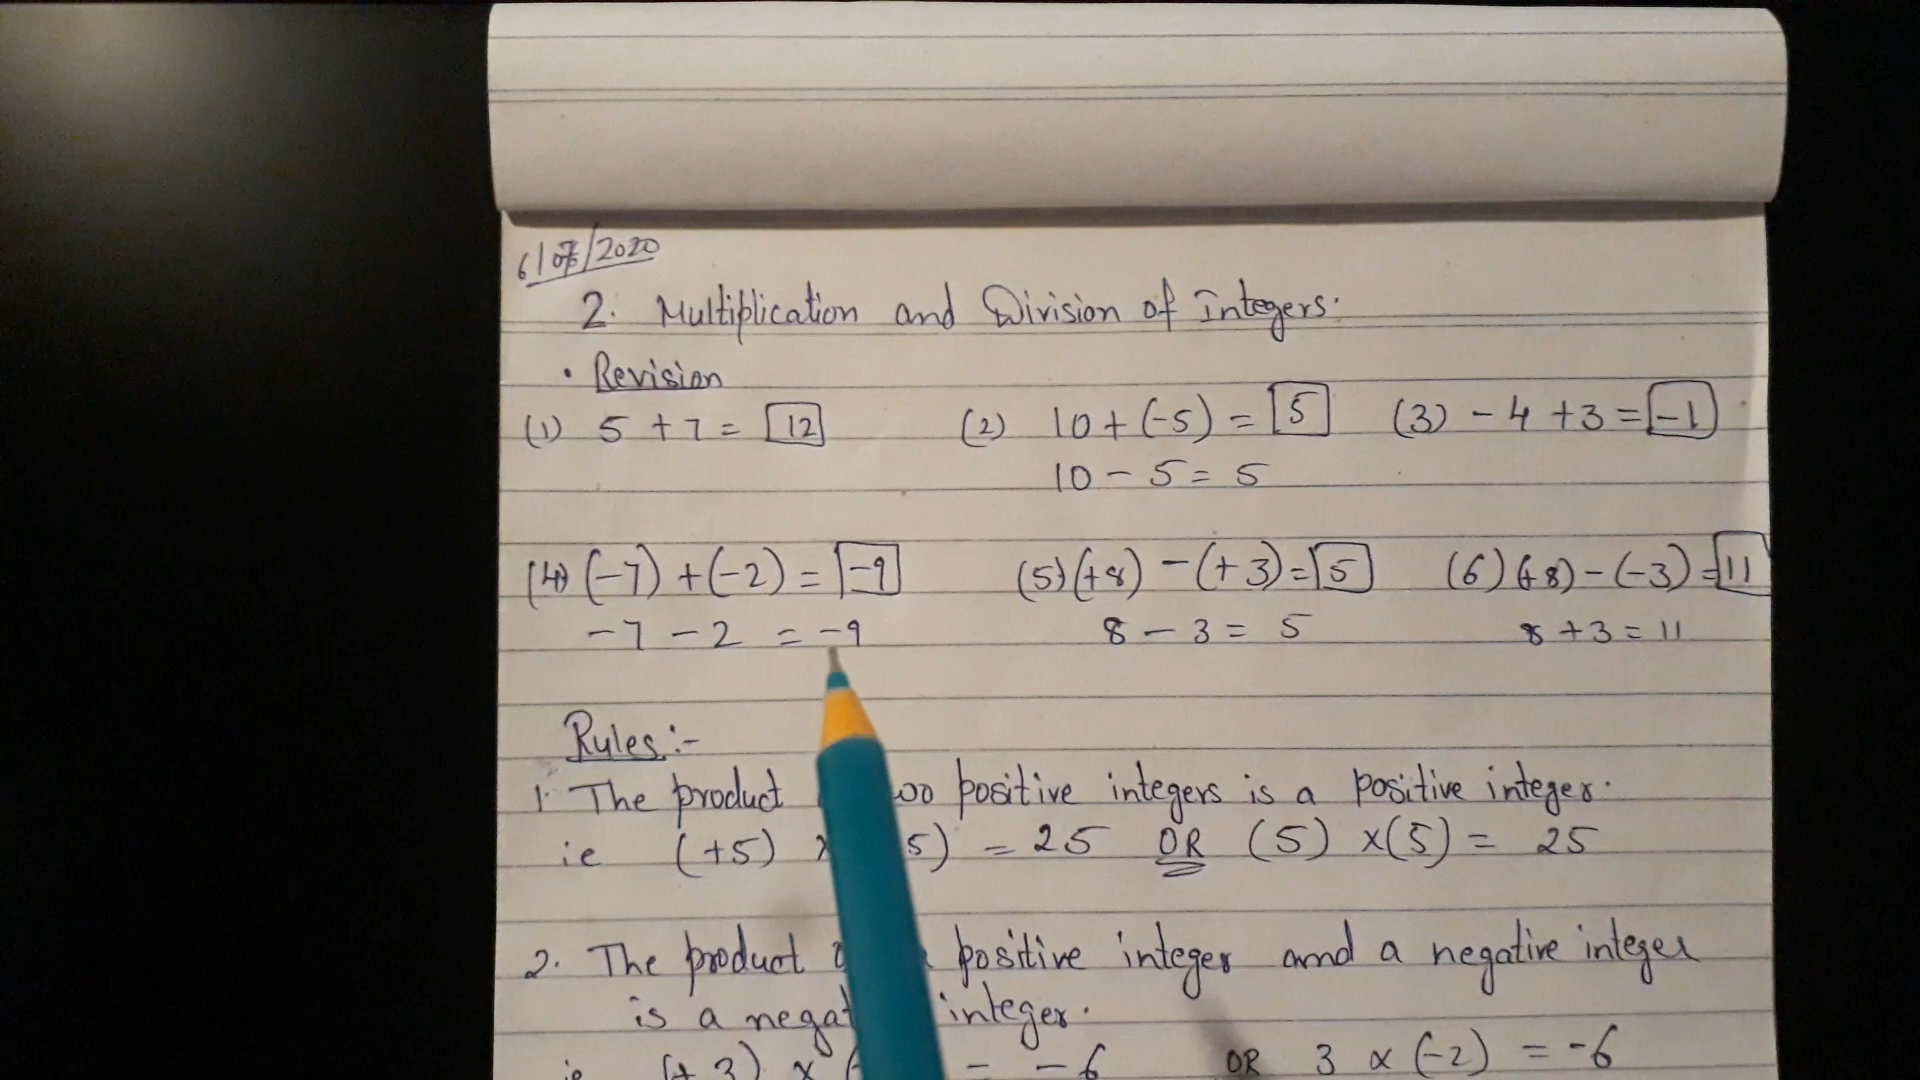 6/07/2020
2. Multiplication and Division of Integers.
• Revision
(1) 5 + 7 = 12 (2) 10 + (-5) = 5 (3) - 4 + 3 = -1
10 - 5 = 5
(4) (-7) + (-2) = -9 (5) (+8) - (+3) = 5 (6) (+8) - (-3) = 11
-7 - 2 = -9 8 - 3 = 5 8 + 3 = 11
Rules :-
1. The product positive integers is a positive integer.
ie (+5) 5) = 25 OR (5) x (5) = 25
2. The product positive integer and a negative integer
is a integer.
ie (+3) x = -6 OR 3 x (-2) = -6